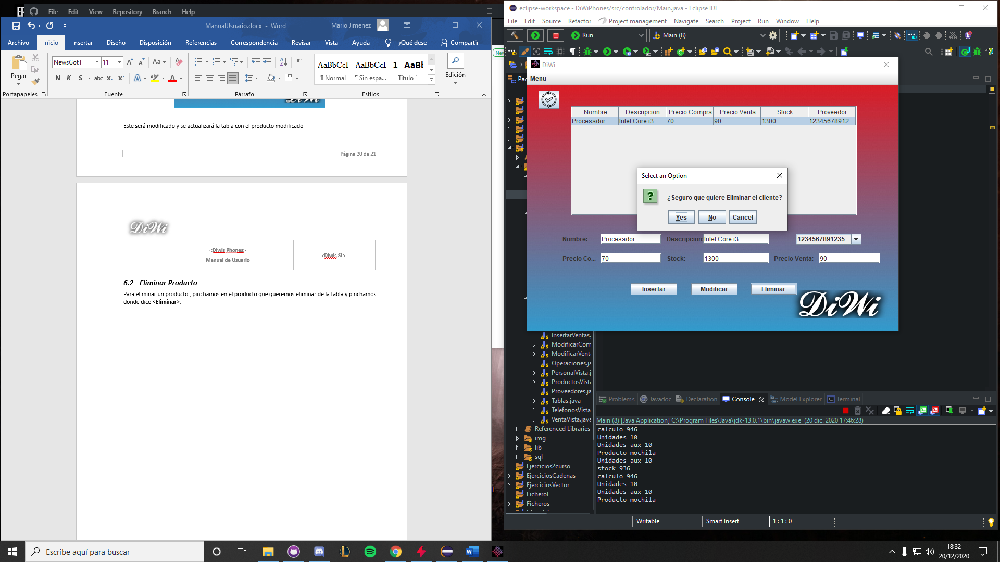 File Edit View Repository Branch Help
ManualUsuario.docx - Word
Mario Jimenez
Archivo Inicio Insertar Diseño Disposición Referencias Correspondencia Revisar Vista Ayuda ¿Qué dese Compartir
Pegar
NewsGotT 11
N K S abc x₂ x²
AaBbCcI AaBbCcI 1 AaBb
¶ Normal ¶ Sin espa... Título 1
Edición
Portapapeles Fuente Párrafo Estilos
DiWi
Este será modificado y se actualizará la tabla con el producto modificado
Página 20 de 21
DiWi
<Diwis Phones>
Manual de Usuario
<Diwis SL>
6.2 Eliminar Producto
Para eliminar un producto , pinchamos en el producto que queremos eliminar de la tabla y pinchamos
donde dice <Eliminar>.
eclipse-workspace - DiWiPhones/src/controlador/Main.java - Eclipse IDE
File Edit Source Refactor Project management Navigate Search Project Run Window Help
Run Main (8)
New
DiWi
Menu
Nombre Descripcion Precio Compra Precio Venta Stock Proveedor
Procesador Intel Core i3 70 90 1300 12345678912...
Select an Option
¿Seguro que quiere Eliminar el cliente?
Yes No Cancel
Nombre: Procesador Descripcion: Intel Core i3 1234567891235
Precio Co... 70 Stock: 1300 Precio Venta: 90
Insertar Modificar Eliminar
DiWi
InsertarVentas.
ModificarCom
ModificarVent
Operaciones.ja
PersonalVista.j
ProductosVista
Proveedores.ja
Tablas.java
TelefonosVista
VentaVista.java
Referenced Libraries
img
lib
sql
Ejercicios2curso
EjerciciosCadenas
EjerciciosVector
FicheroI
Ficheros
Problems Javadoc Declaration Console Model Explorer Terminal
Main (8) [Java Application] C:\Program Files\Java\jdk-13.0.1\bin\javaw.exe (20 dic. 2020 17:46:28)
calculo 946
Unidades 10
Unidades aux 10
Producto mochila
Unidades aux 10
stock 936
calculo 946
Unidades 10
Unidades aux 10
Producto mochila
Writable Smart Insert 1 : 1 : 0
Escribe aquí para buscar
18:32
20/12/2020